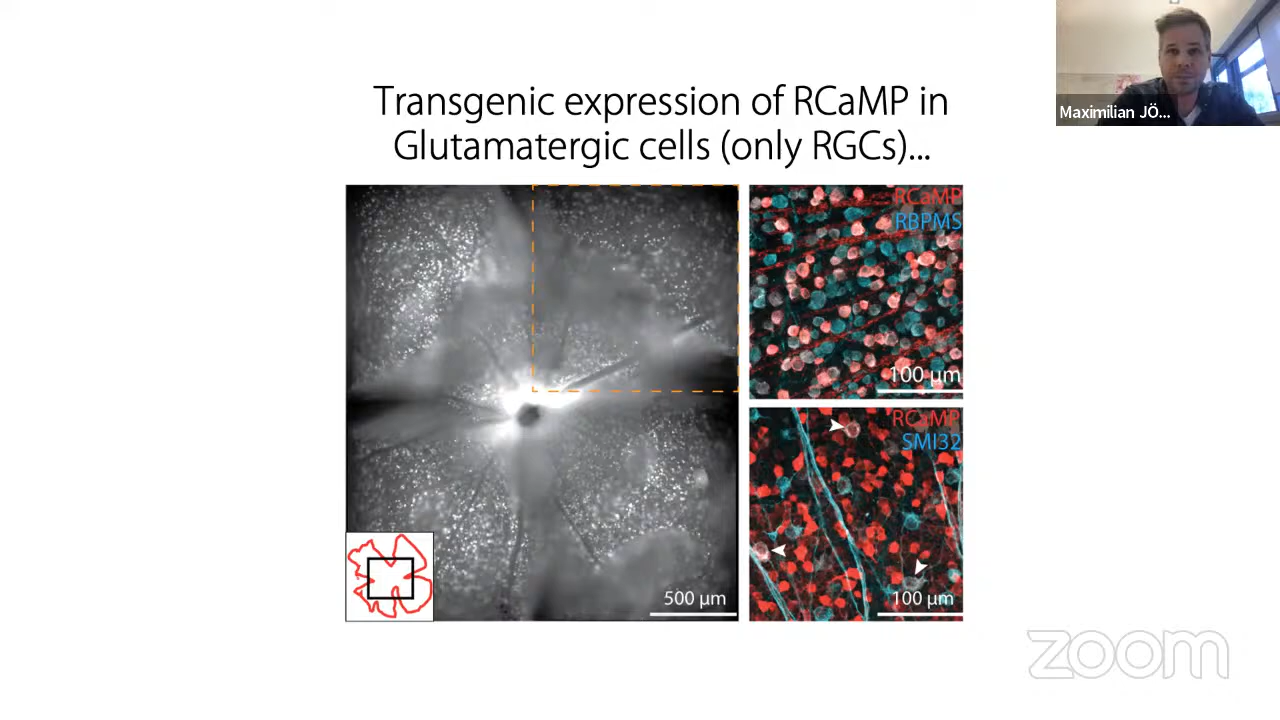 Transgenic expression of RCaMP in
Glutamatergic cells (only RGCs)...
Maximilian JÖ...
RCaMP
RBPMS
100 µm
RCaMP
SMI32
100 µm
500 µm
zoom